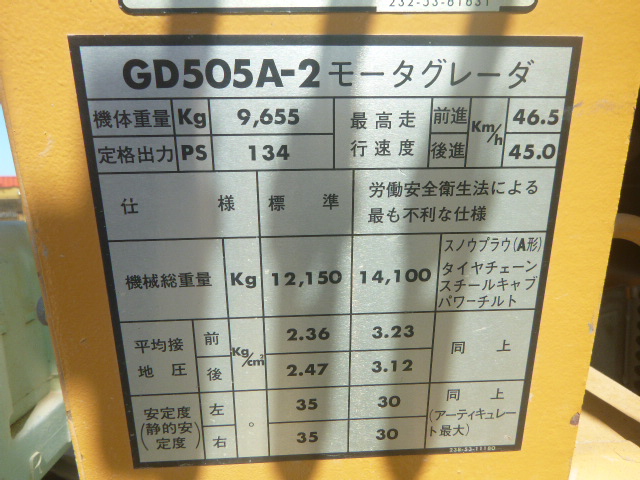 232-53-61631
GD505A-2 モータグレーダ
機体重量 Kg 9,655 最高走行速度 前進 Km/h 46.5
定格出力 PS 134 後進 45.0
仕様 標準 労働安全衛生法による
最も不利な仕様
機械総重量 Kg 12,150 14,100 スノウプラウ(A形)
タイヤチェーン
スチールキャブ
パワーチルト
平均接地圧 前 Kg/cm² 2.36 3.23 同上
後 2.47 3.12
安定度(静的安定度) 左 ° 35 30 同上
(アーティキュレート最大)
右 35 30
238-53-11180